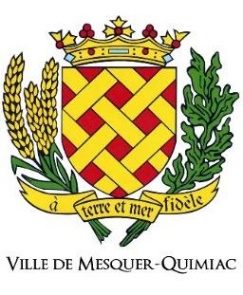 à terre et mer fidèle
VILLE DE MESQUER-QUIMIAC